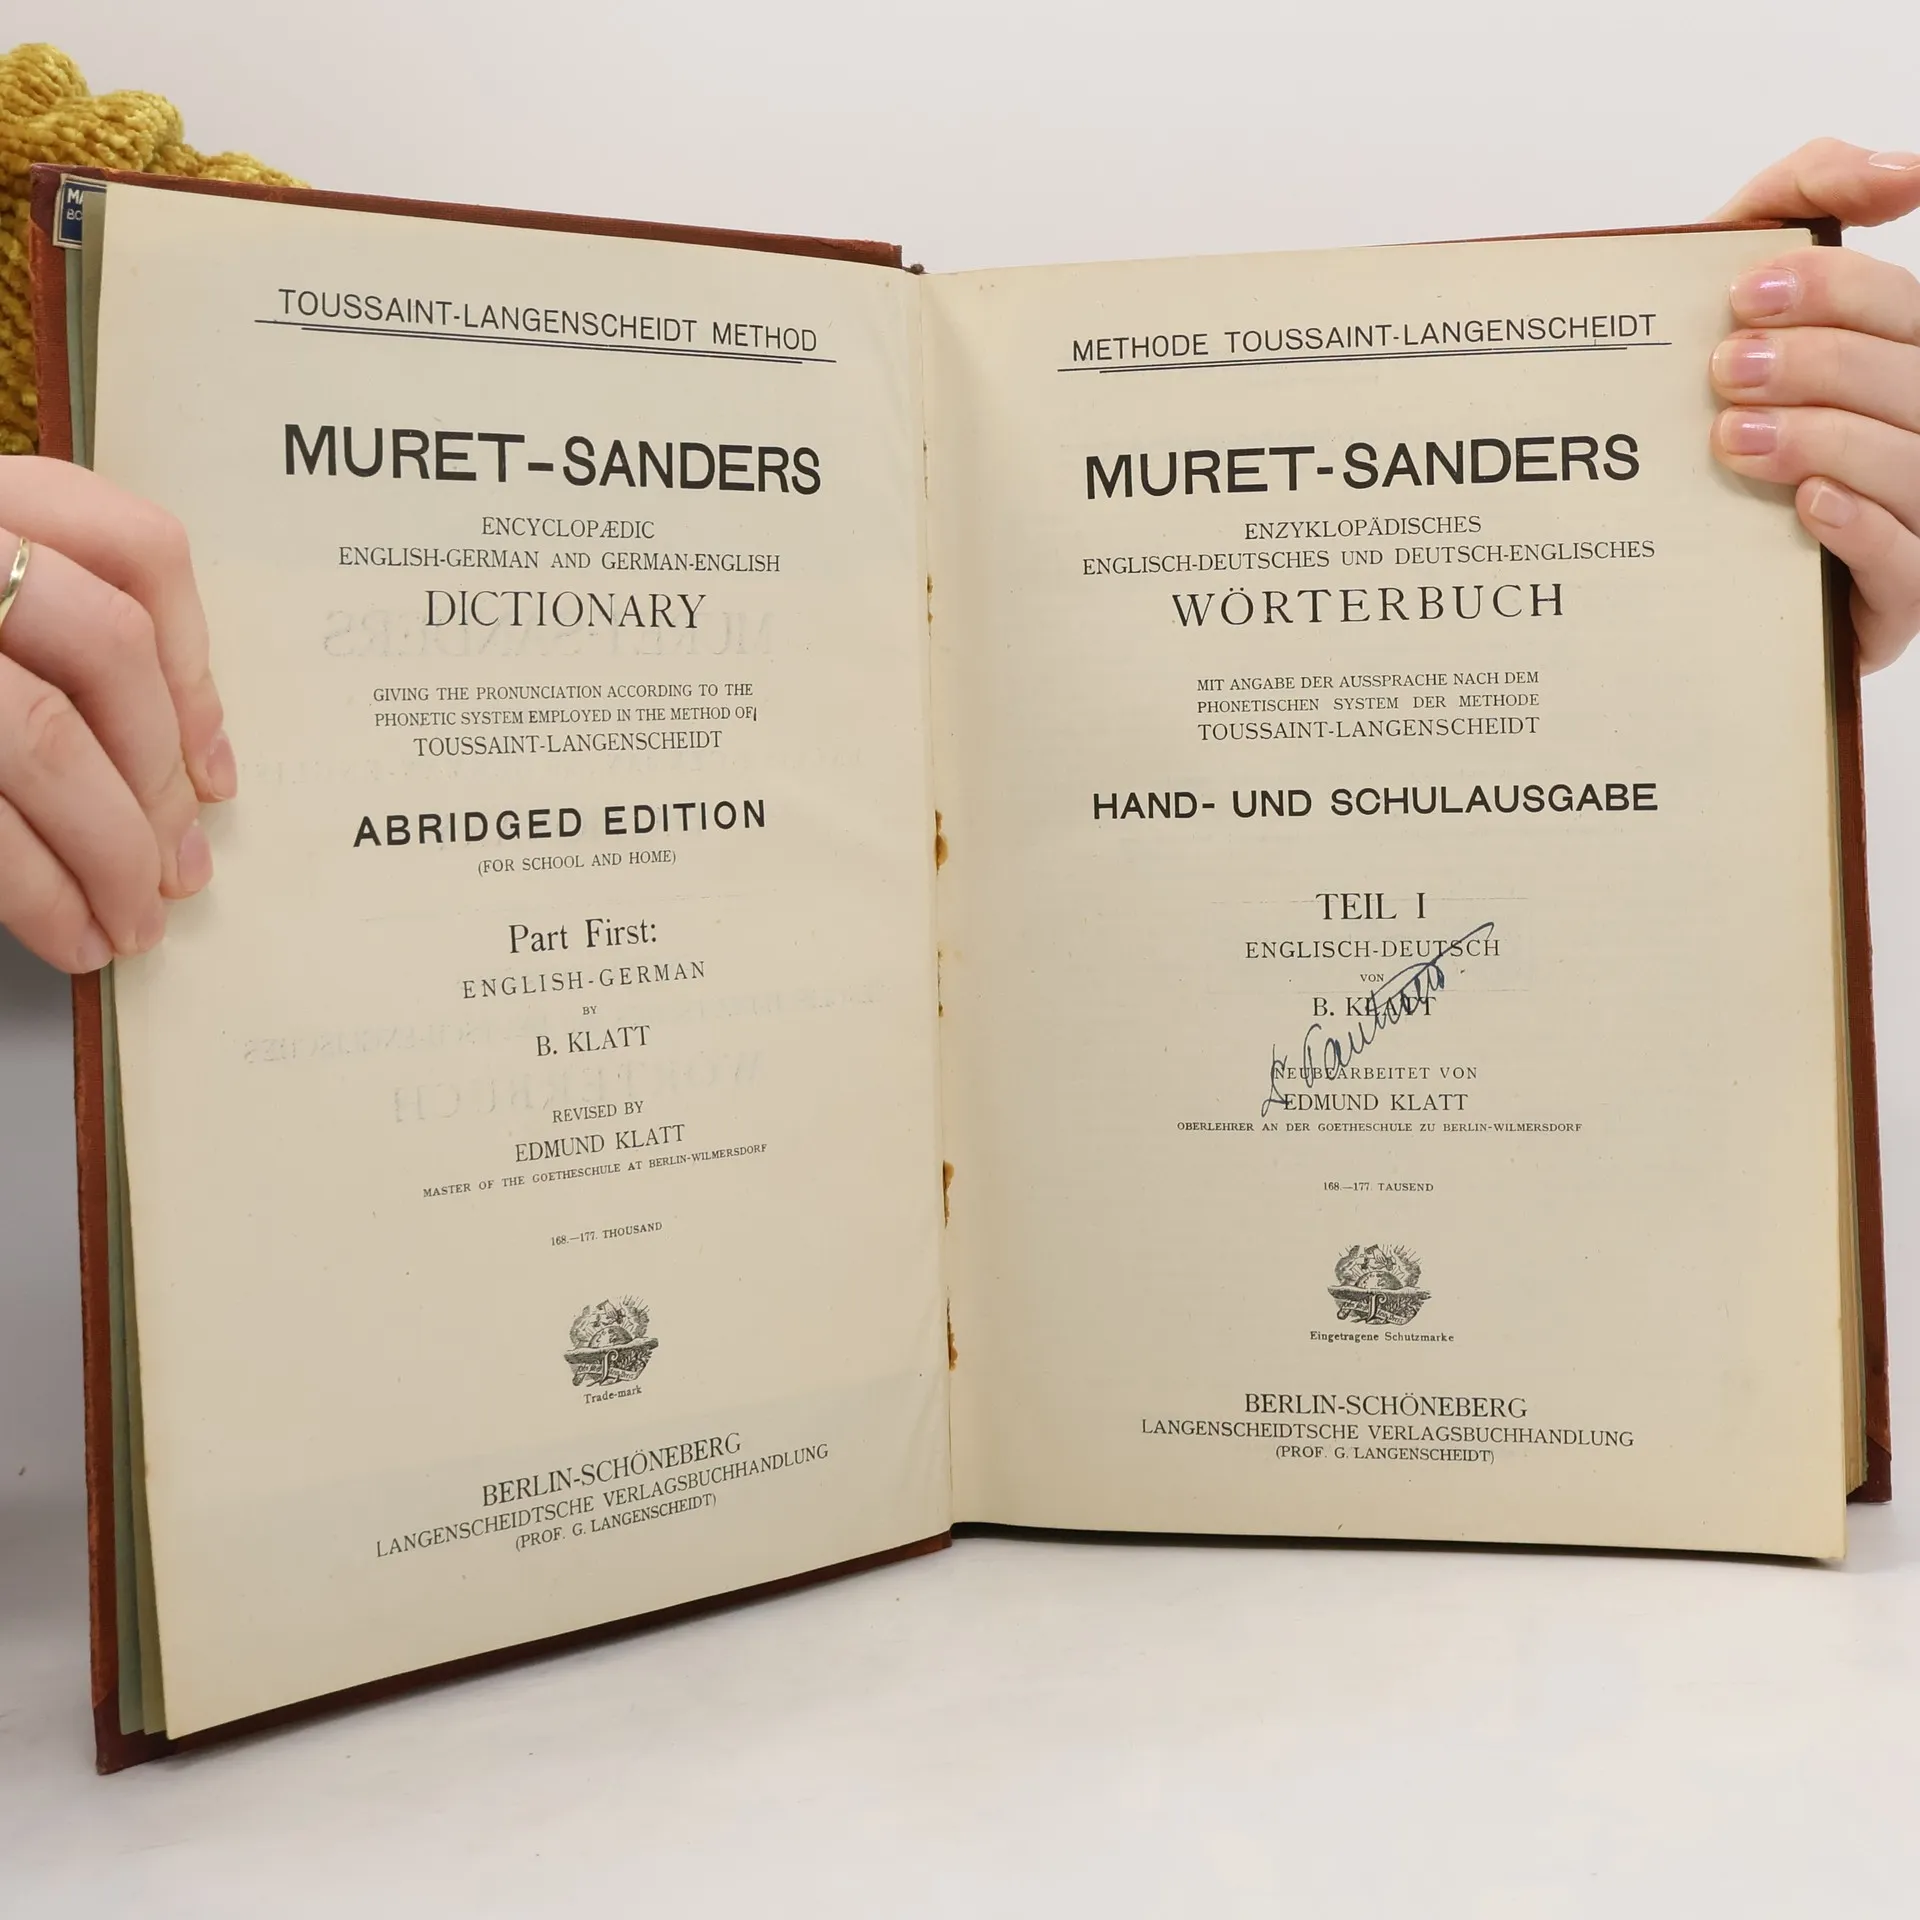 TOUSSAINT-LANGENSCHEIDT METHOD
MURET-SANDERS
ENCYCLOPÆDIC
ENGLISH-GERMAN AND GERMAN-ENGLISH
DICTIONARY
GIVING THE PRONUNCIATION ACCORDING TO THE
PHONETIC SYSTEM EMPLOYED IN THE METHOD OF
TOUSSAINT-LANGENSCHEIDT
ABRIDGED EDITION
(FOR SCHOOL AND HOME)
Part First:
ENGLISH-GERMAN
BY
B. KLATT
REVISED BY
EDMUND KLATT
MASTER OF THE GOETHESCHULE AT BERLIN-WILMERSDORF
168.—177. THOUSAND
Trade-mark
BERLIN-SCHÖNEBERG
LANGENSCHEIDTSCHE VERLAGSBUCHHANDLUNG
(PROF. G. LANGENSCHEIDT)
METHODE TOUSSAINT-LANGENSCHEIDT
MURET-SANDERS
ENZYKLOPÄDISCHES
ENGLISCH-DEUTSCHES UND DEUTSCH-ENGLISCHES
WÖRTERBUCH
MIT ANGABE DER AUSSPRACHE NACH DEM
PHONETISCHEN SYSTEM DER METHODE
TOUSSAINT-LANGENSCHEIDT
HAND- UND SCHULAUSGABE
TEIL I
ENGLISCH-DEUTSCH
VON
B. KLATT
NEUBEARBEITET VON
EDMUND KLATT
OBERLEHRER AN DER GOETHESCHULE ZU BERLIN-WILMERSDORF
168.—177. TAUSEND
Eingetragene Schutzmarke
BERLIN-SCHÖNEBERG
LANGENSCHEIDTSCHE VERLAGSBUCHHANDLUNG
(PROF. G. LANGENSCHEIDT)